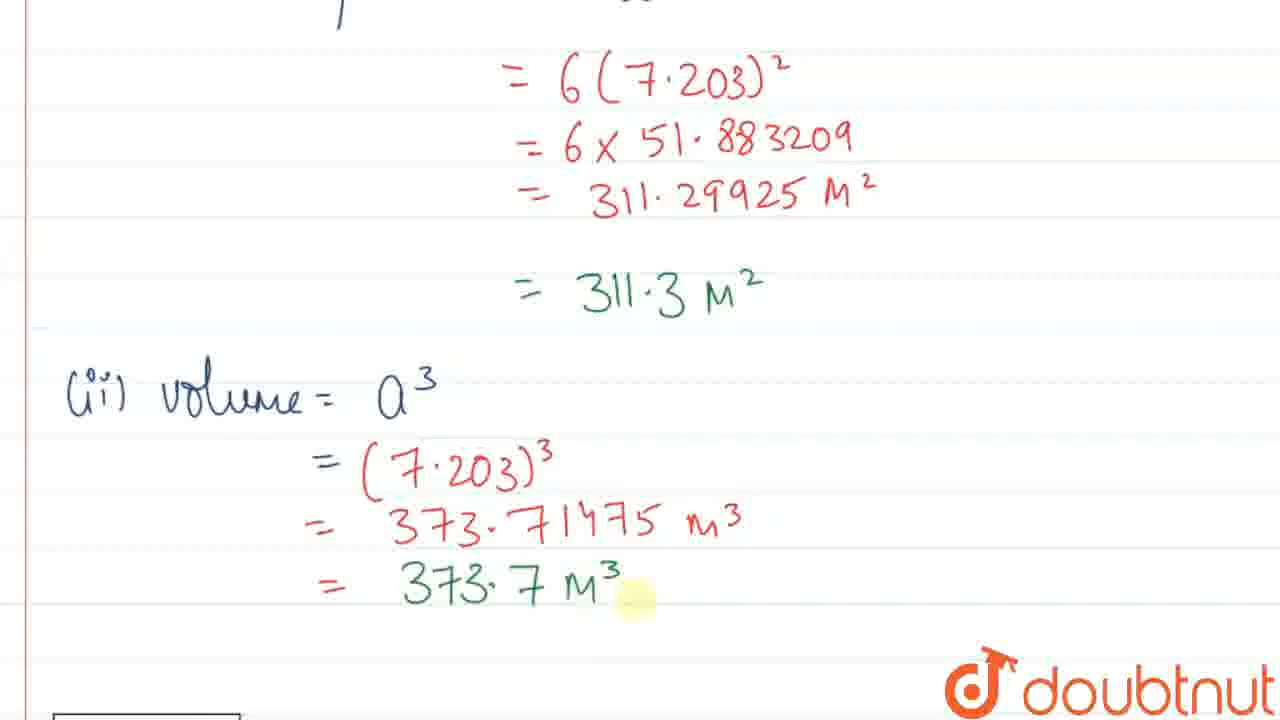 = 6(7.203)²
= 6 x 51.883209
= 311.29925 m²
= 311.3 m²
(ii) volume = a³
= (7.203)³
= 373.71475 m³
= 373.7 m³
doubtnut